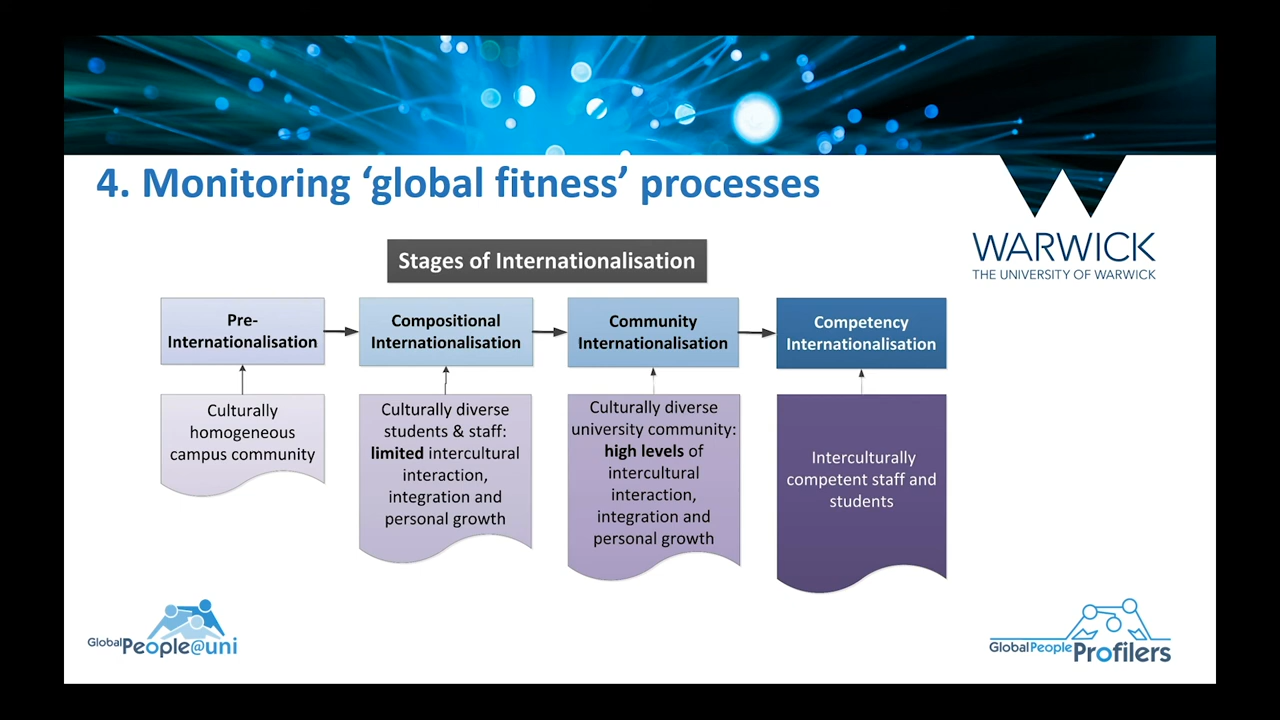 4. Monitoring ‘global fitness’ processes
WARWICK
THE UNIVERSITY OF WARWICK
Stages of Internationalisation
Pre-
Internationalisation
Compositional
Internationalisation
Community
Internationalisation
Competency
Internationalisation
Culturally
homogeneous
campus community
Culturally diverse
students & staff:
limited intercultural
interaction,
integration and
personal growth
Culturally diverse
university community:
high levels of
intercultural
interaction,
integration and
personal growth
Interculturally
competent staff and
students
GlobalPeople@uni
GlobalPeopleProfilers